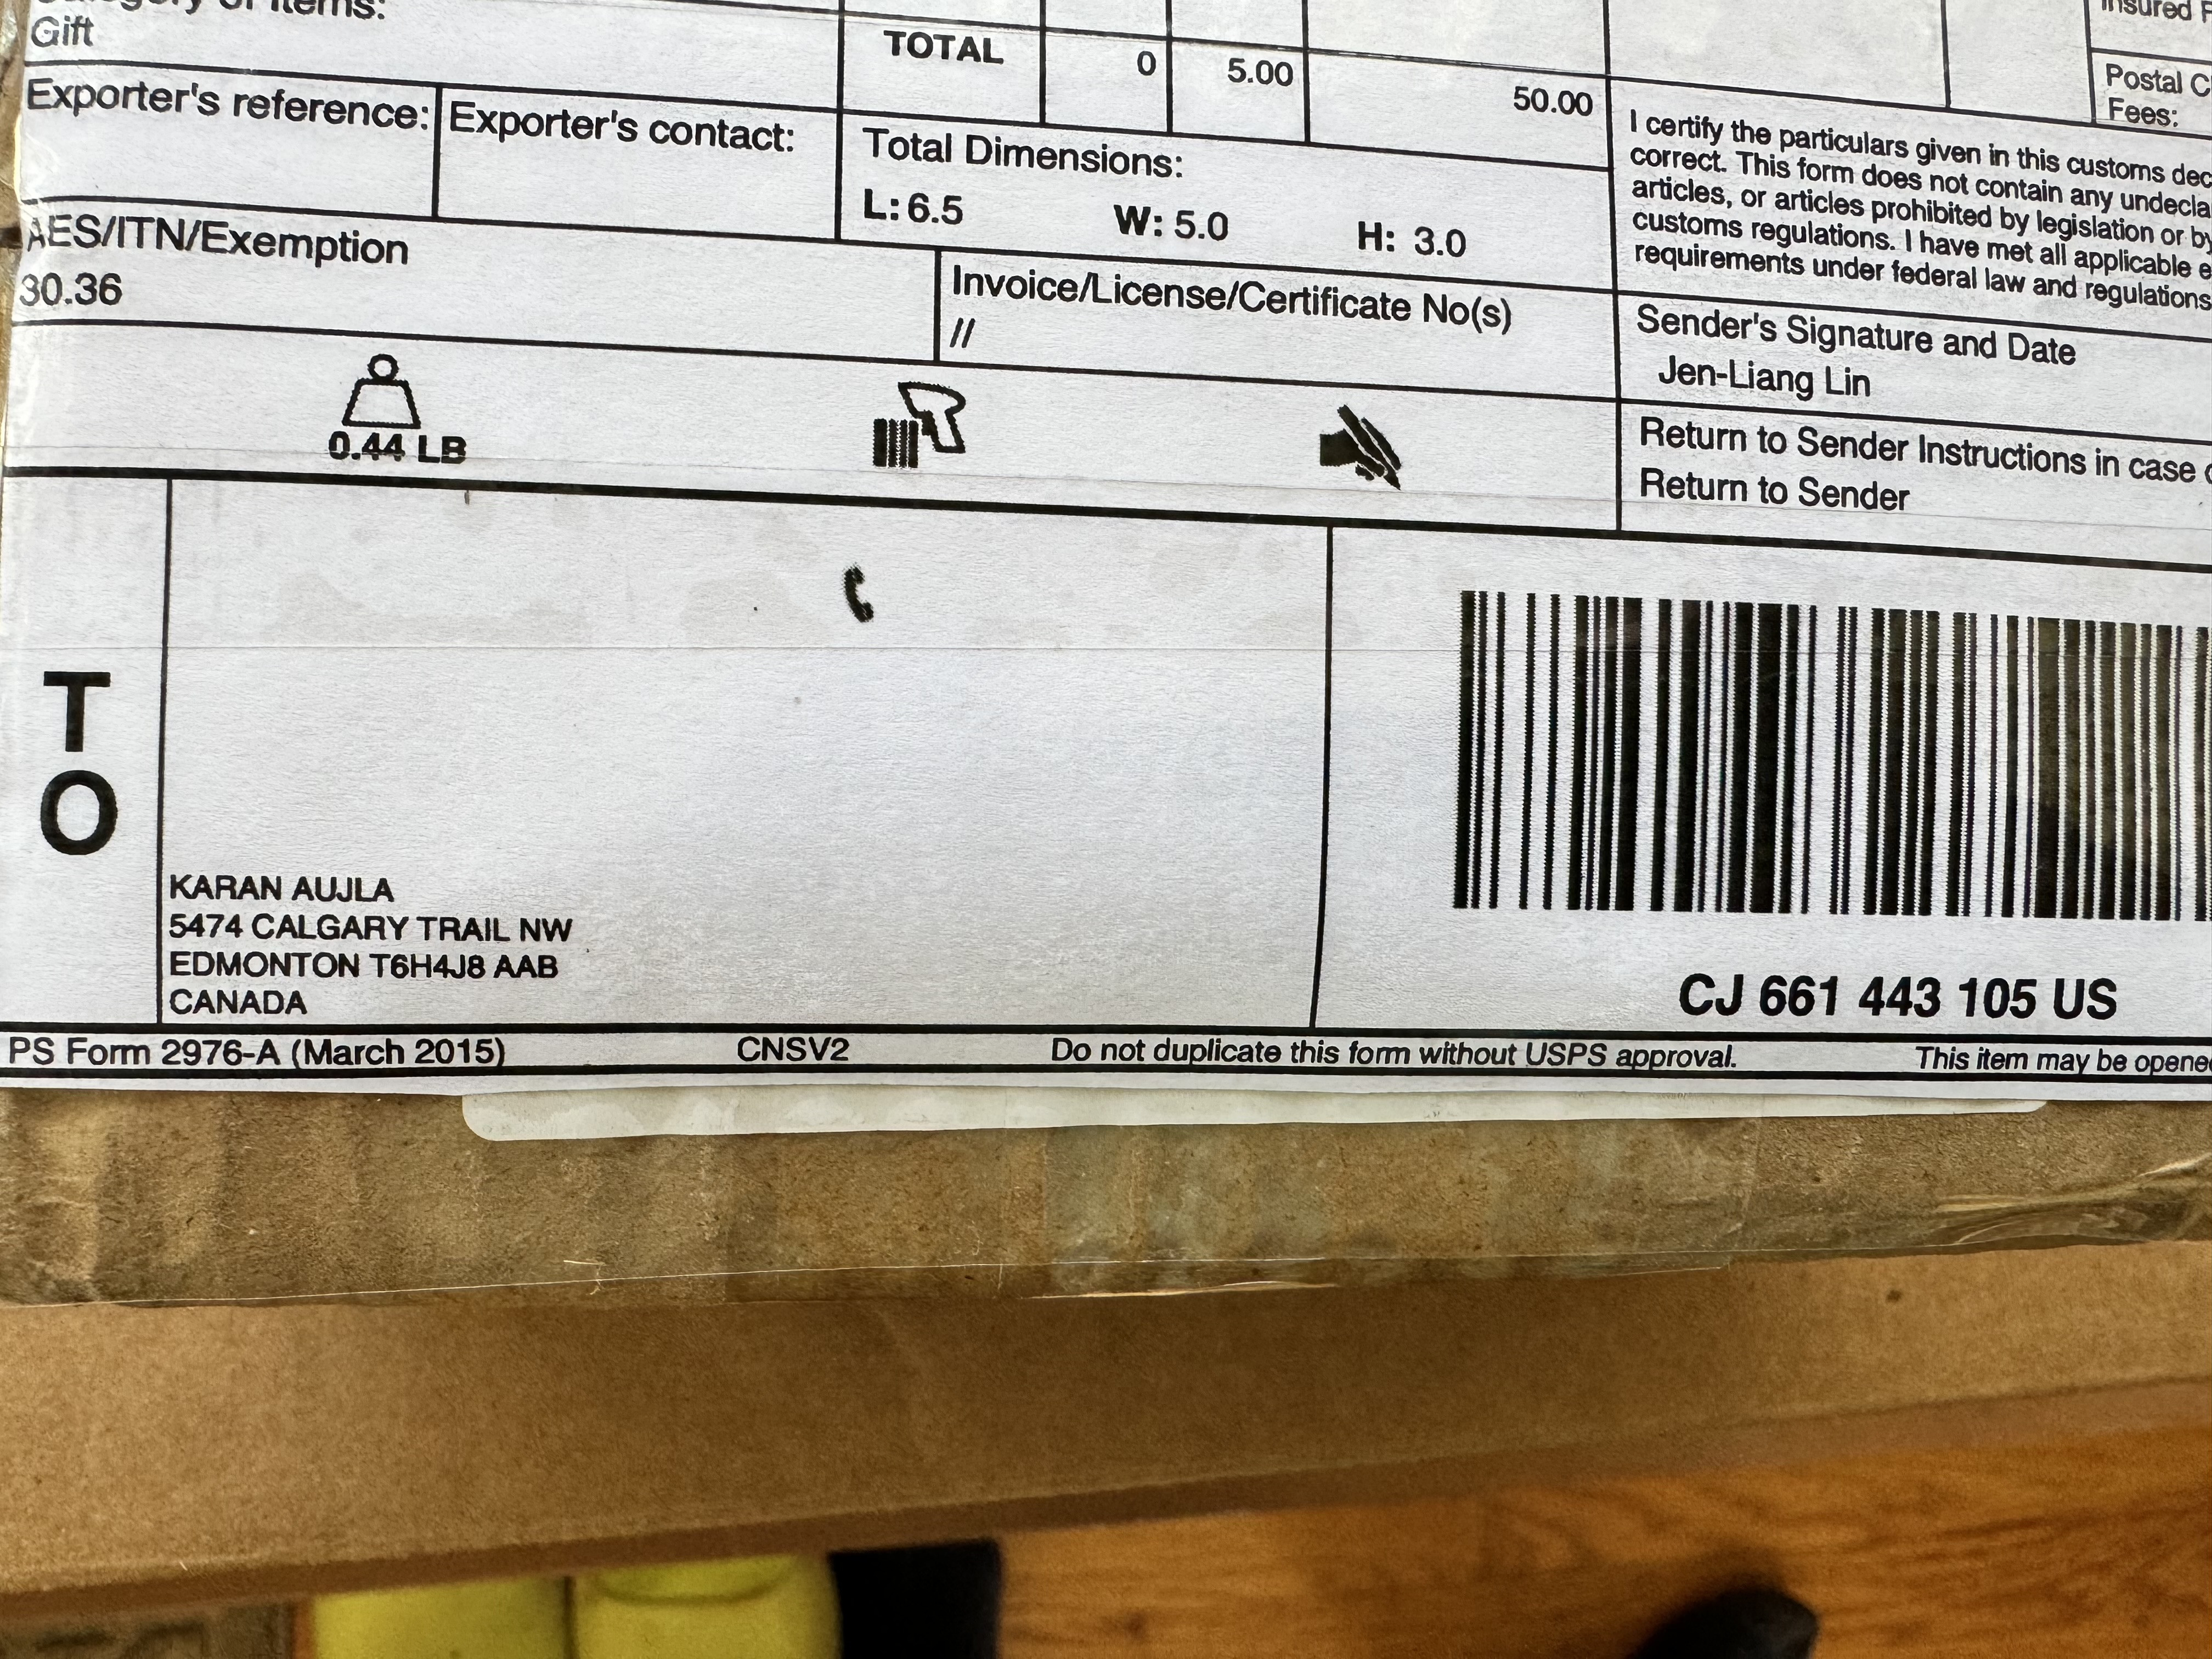 Category of Items:
Gift
TOTAL 0 5.00 50.00
Insured
Postal
Fees:
Exporter's reference: Exporter's contact:
Total Dimensions:
L: 6.5 W: 5.0 H: 3.0
I certify the particulars given in this customs
correct. This form does not contain any
articles, or articles prohibited by legislation or by
customs regulations. I have met all applicable
requirements under federal law and regulations
AES/ITN/Exemption
30.36
Invoice/License/Certificate No(s)
//
Sender's Signature and Date
Jen-Liang Lin
0.44 LB
Return to Sender Instructions in case
Return to Sender
TO
KARAN AUJLA
5474 CALGARY TRAIL NW
EDMONTON T6H4J8 AAB
CANADA
CJ 661 443 105 US
PS Form 2976-A (March 2015) CNSV2 Do not duplicate this form without USPS approval. This item may be opened